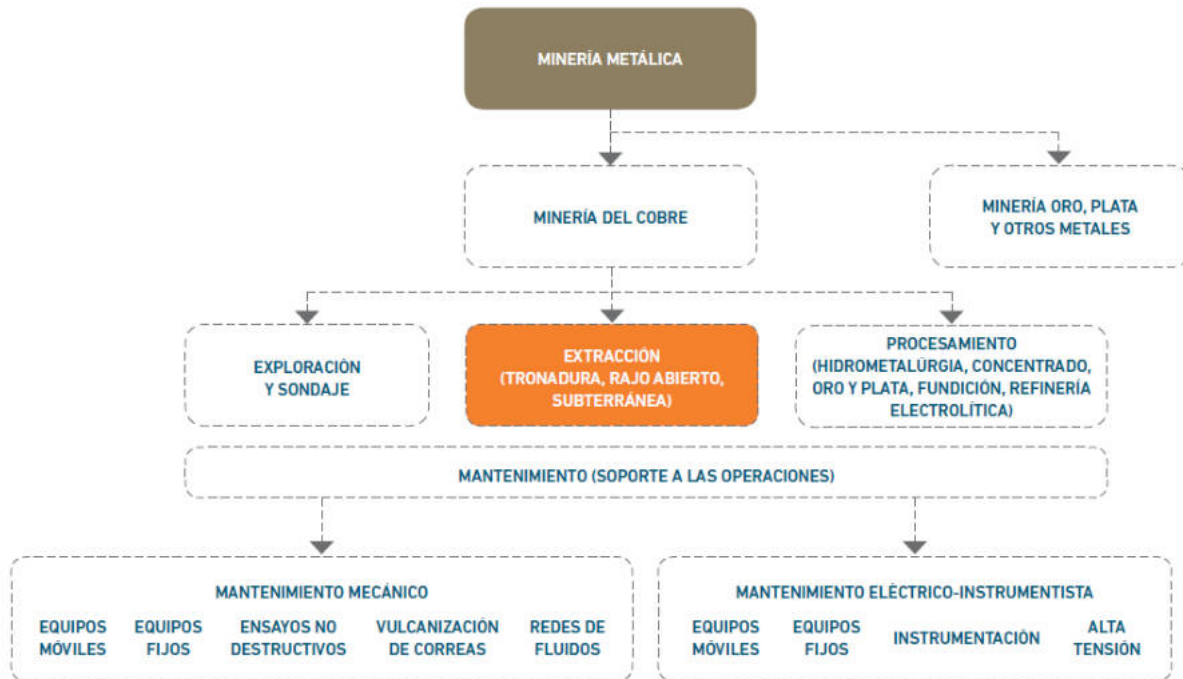 MINERÍA METÁLICA
MINERÍA DEL COBRE
MINERÍA ORO, PLATA
Y OTROS METALES
EXPLORACIÓN
Y SONDAJE
EXTRACCIÓN
(TRONADURA, RAJO ABIERTO,
SUBTERRÁNEA)
PROCESAMIENTO
(HIDROMETALÚRGIA, CONCENTRADO,
ORO Y PLATA, FUNDICIÓN, REFINERÍA
ELECTROLÍTICA)
MANTENIMIENTO (SOPORTE A LAS OPERACIONES)
MANTENIMIENTO MECÁNICO
EQUIPOS
MÓVILES
EQUIPOS
FIJOS
ENSAYOS NO
DESTRUCTIVOS
VULCANIZACIÓN
DE CORREAS
REDES DE
FLUIDOS
MANTENIMIENTO ELÉCTRICO-INSTRUMENTISTA
EQUIPOS
MÓVILES
EQUIPOS
FIJOS
INSTRUMENTACIÓN
ALTA
TENSIÓN